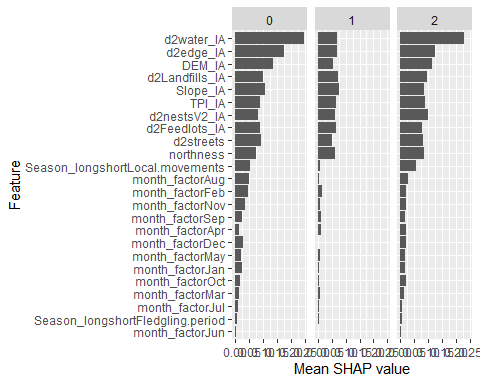 0 1 2
d2water_IA
d2edge_IA
DEM_IA
d2Landfills_IA
Slope_IA
TPI_IA
d2nestsV2_IA
d2Feedlots_IA
d2streets
northness
Season_longshortLocal.movements
month_factorAug
month_factorFeb
month_factorNov
month_factorSep
month_factorApr
month_factorDec
month_factorMay
month_factorJan
month_factorOct
month_factorMar
month_factorJul
Season_longshortFledgling.period
month_factorJun
Feature
Mean SHAP value